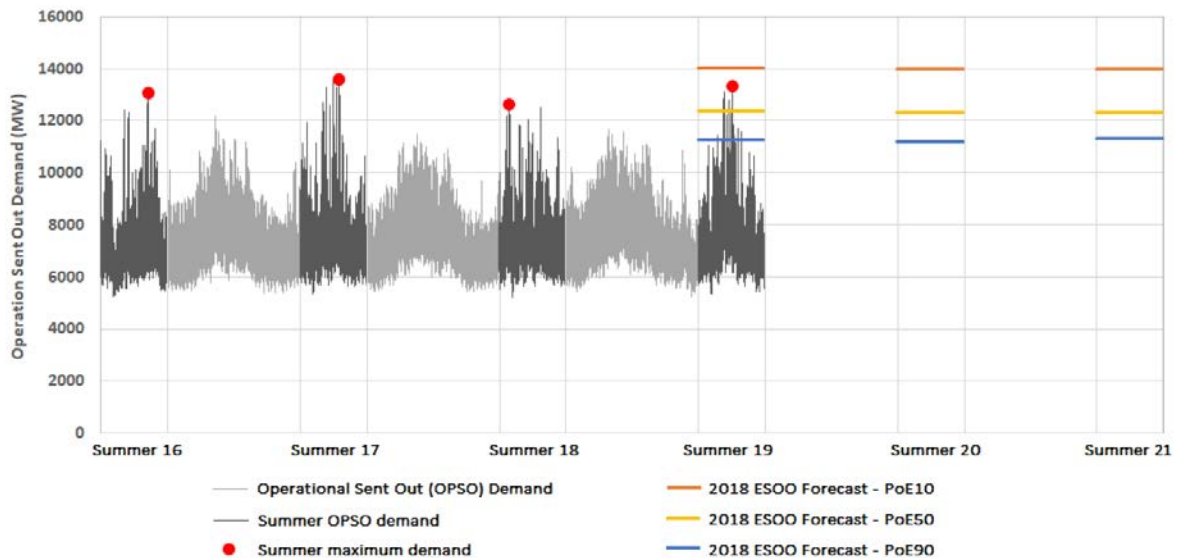 16000
14000
12000
10000
8000
6000
4000
2000
0
Operation Sent Out Demand (MW)
Summer 16 Summer 17 Summer 18 Summer 19 Summer 20 Summer 21
Operational Sent Out (OPSO) Demand 2018 ESOO Forecast - PoE10
Summer OPSO demand 2018 ESOO Forecast - PoE50
Summer maximum demand 2018 ESOO Forecast - PoE90